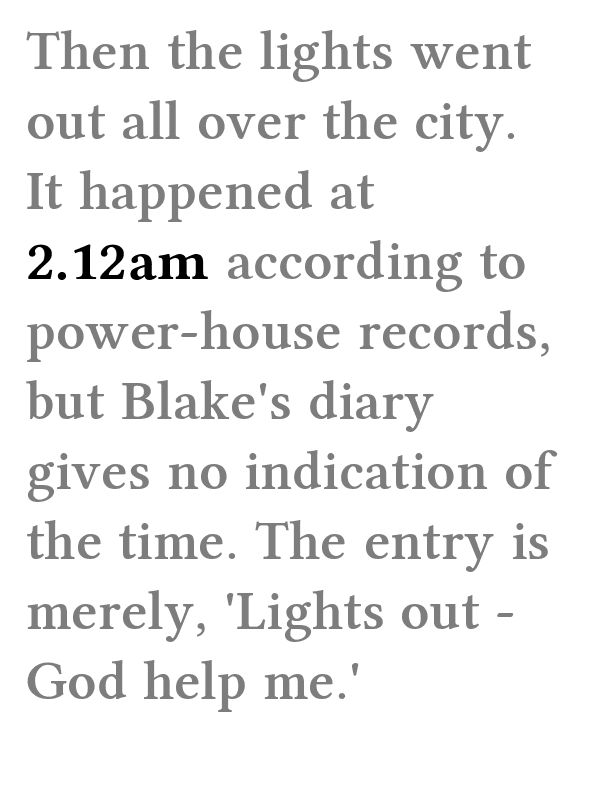 Then the lights went
out all over the city.
It happened at
2.12am according to
power-house records,
but Blake's diary
gives no indication of
the time. The entry is
merely, 'Lights out -
God help me.'